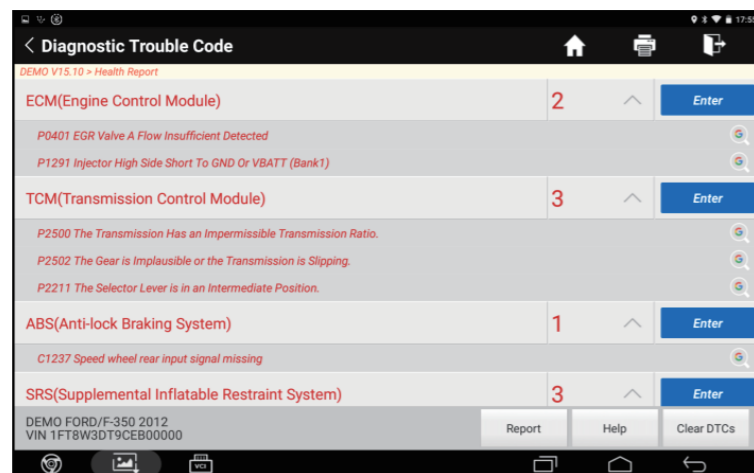 17:55
Diagnostic Trouble Code
DEMO V15.10 > Health Report
ECM(Engine Control Module) 2 Enter
P0401 EGR Valve A Flow Insufficient Detected
P1291 Injector High Side Short To GND Or VBATT (Bank1)
TCM(Transmission Control Module) 3 Enter
P2500 The Transmission Has an Impermissible Transmission Ratio.
P2502 The Gear is Implausible or the Transmission is Slipping.
P2211 The Selector Lever is in an Intermediate Position.
ABS(Anti-lock Braking System) 1 Enter
C1237 Speed wheel rear input signal missing
SRS(Supplemental Inflatable Restraint System) 3 Enter
DEMO FORD/F-350 2012
VIN 1FT8W3DT9CEB00000
Report Help Clear DTCs
VCI